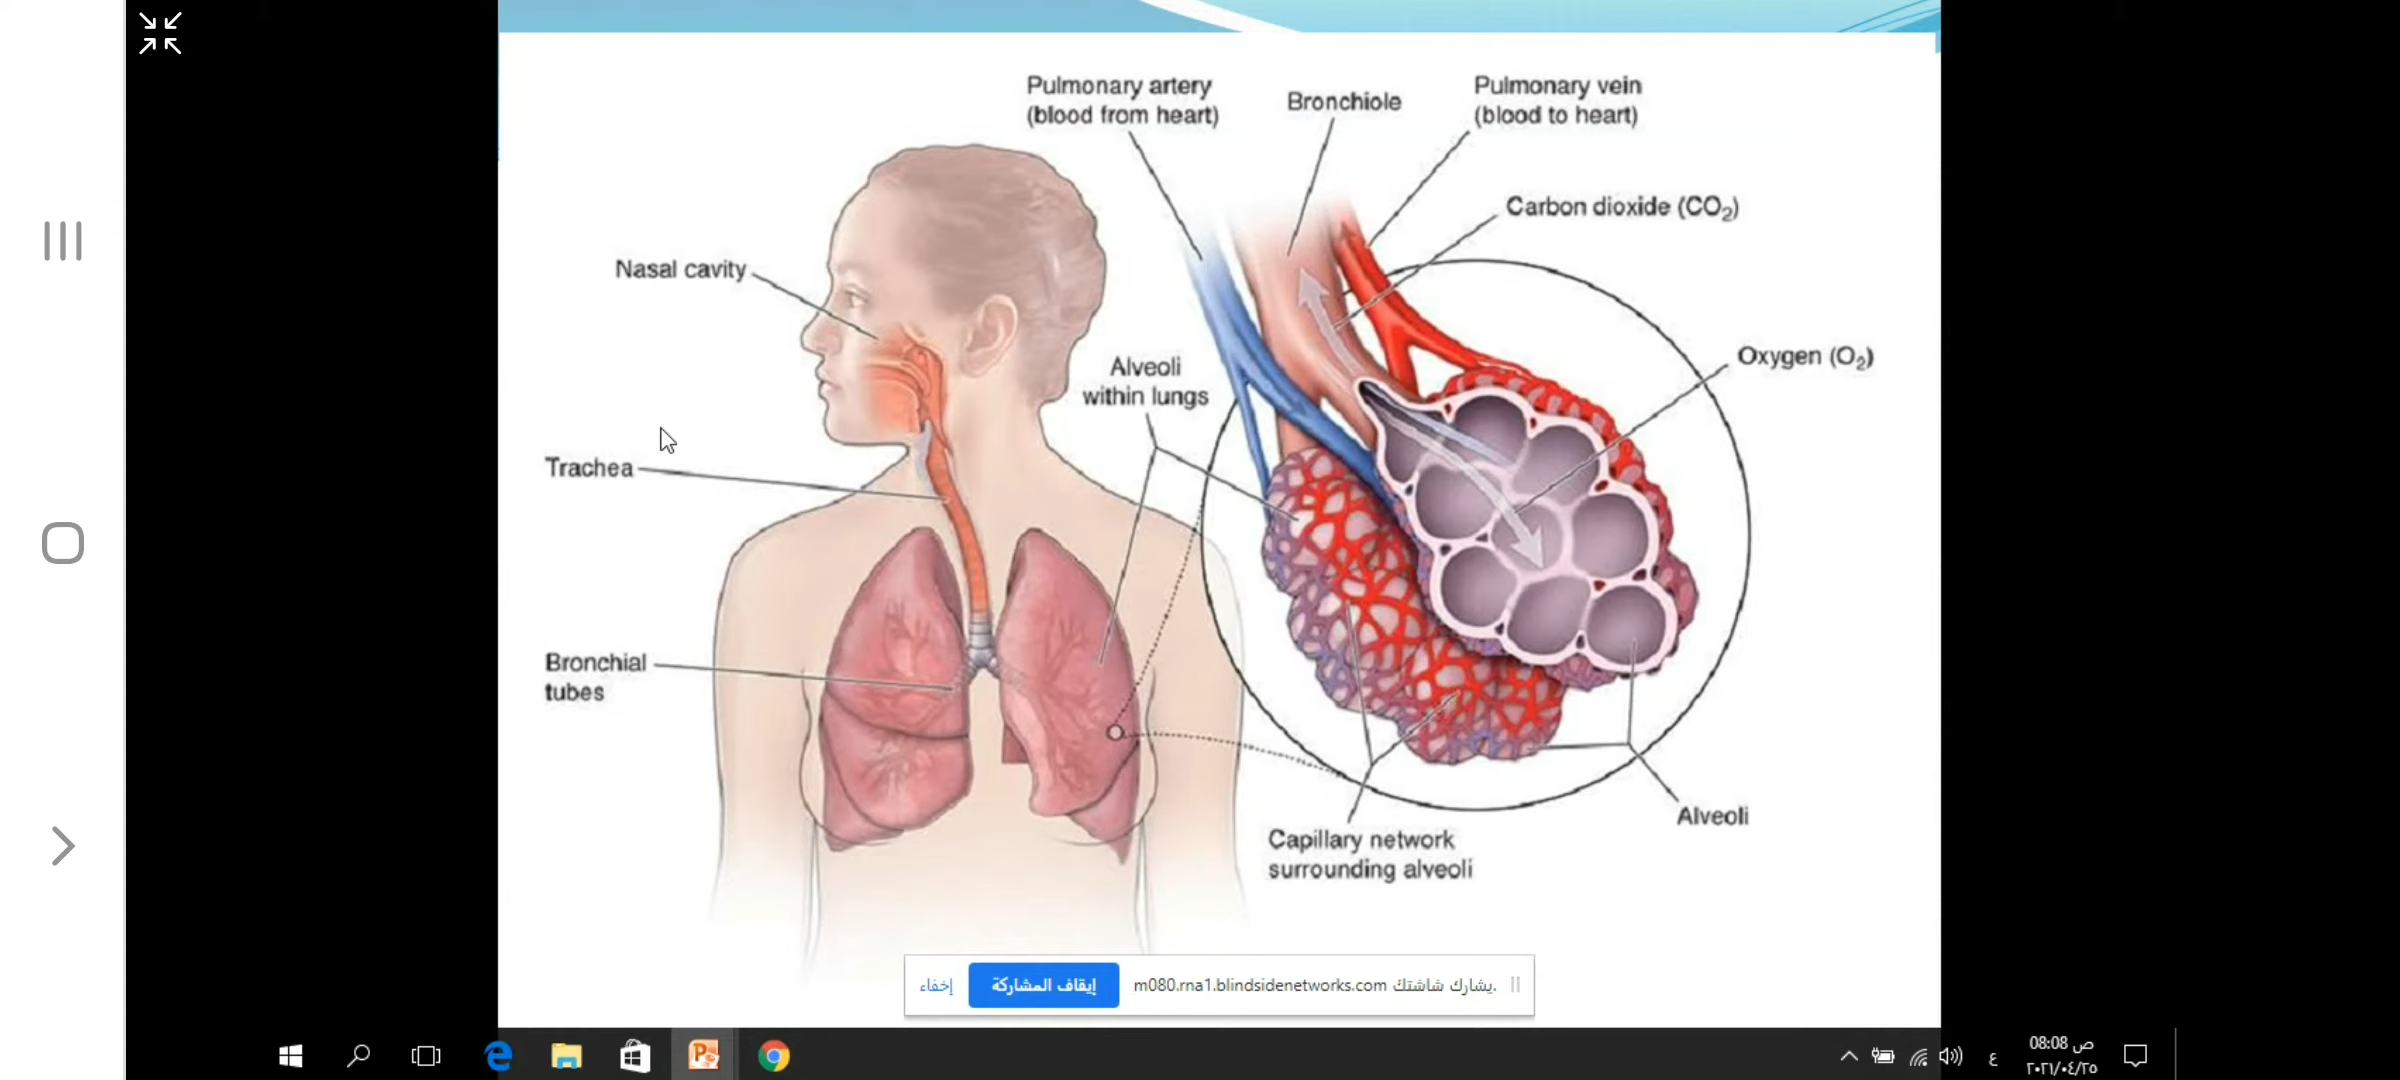 Pulmonary artery
(blood from heart)
Bronchiole
Pulmonary vein
(blood to heart)
Carbon dioxide (CO₂)
Nasal cavity
Oxygen (O₂)
Alveoli
within lungs
Trachea
Bronchial
tubes
Alveoli
Capillary network
surrounding alveoli
m080.rna1.blindsidenetworks.com يشارك شاشتك.
إيقاف المشاركة
إخفاء
ع
08:08 ص
٢٠٢١/٠٤/٢٥